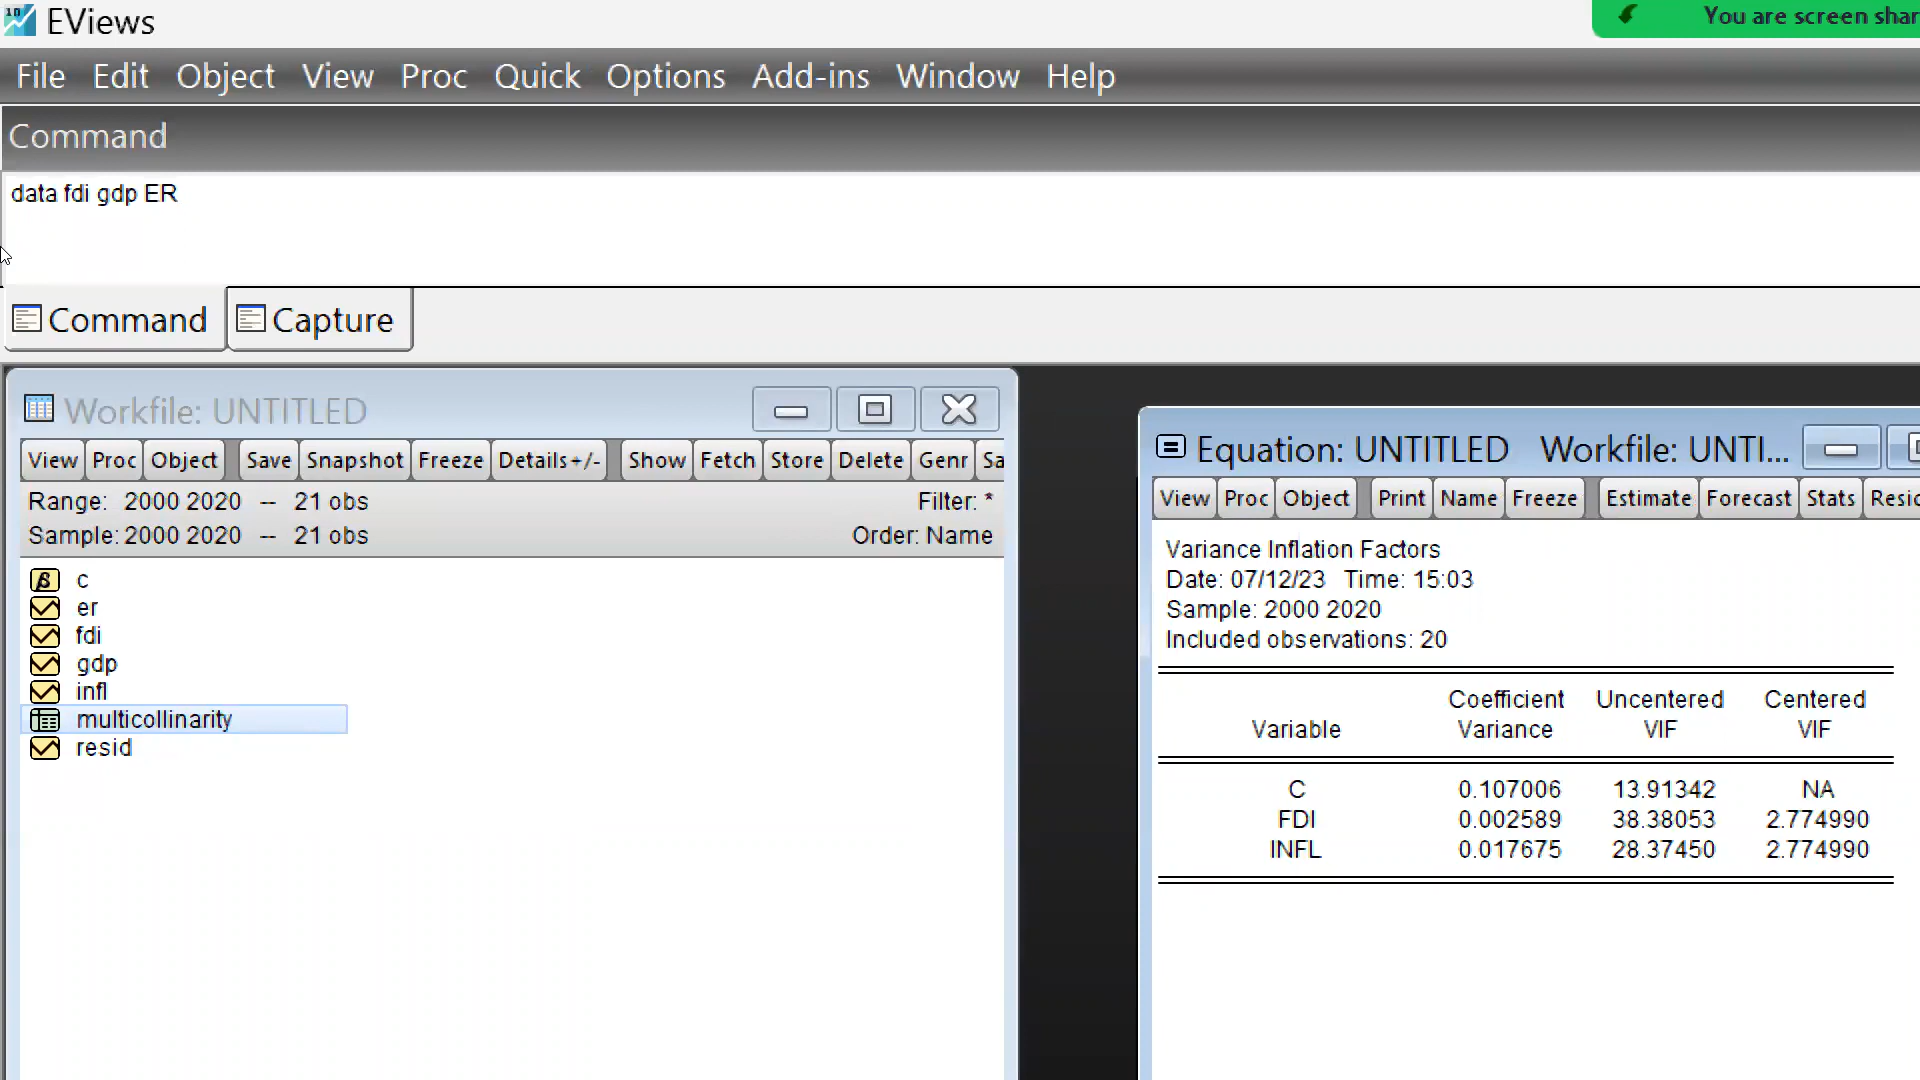 EViews
You are screen shar
File Edit Object View Proc Quick Options Add-ins Window Help
Command
data fdi gdp ER
Command Capture
Workfile: UNTITLED
View Proc Object Save Snapshot Freeze Details+/- Show Fetch Store Delete Genr Sa
Range: 2000 2020 -- 21 obs Filter: *
Sample: 2000 2020 -- 21 obs Order: Name
c
er
fdi
gdp
infl
multicollinarity
resid
Equation: UNTITLED Workfile: UNTI...
View Proc Object Print Name Freeze Estimate Forecast Stats Resid
Variance Inflation Factors
Date: 07/12/23 Time: 15:03
Sample: 2000 2020
Included observations: 20
Coefficient Uncentered Centered
Variable Variance VIF VIF
C 0.107006 13.91342 NA
FDI 0.002589 38.38053 2.774990
INFL 0.017675 28.37450 2.774990